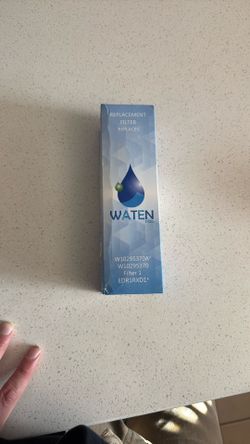 REPLACEMENT
FILTER
REPLACES
WATEN
W10295370A
W10295370
Filter 1
EDR1RXD1*